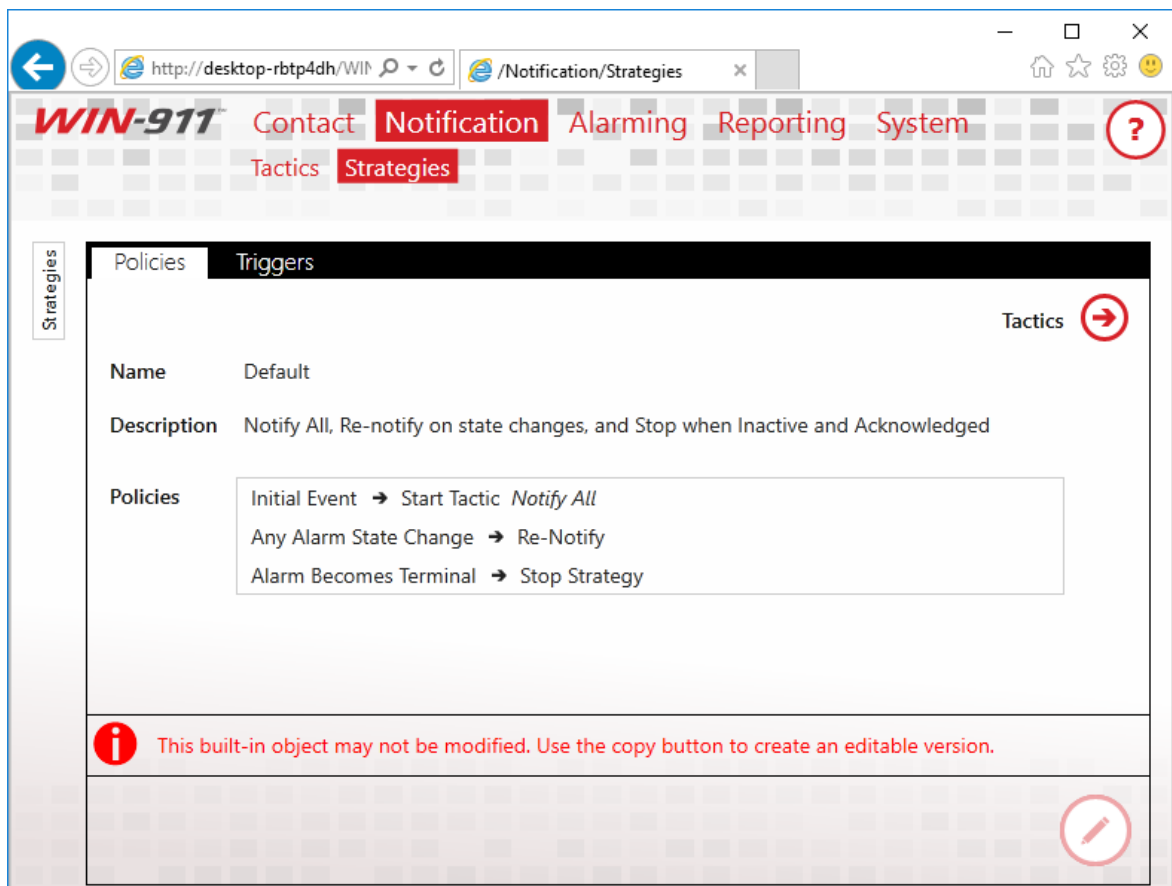 http://desktop-rbtp4dh/WIN
/Notification/Strategies
WIN-911™ Contact Notification Alarming Reporting System ?
Tactics Strategies
Strategies
Policies Triggers
Tactics
Name Default
Description Notify All, Re-notify on state changes, and Stop when Inactive and Acknowledged
Policies Initial Event ➔ Start Tactic Notify All
Any Alarm State Change ➔ Re-Notify
Alarm Becomes Terminal ➔ Stop Strategy
This built-in object may not be modified. Use the copy button to create an editable version.